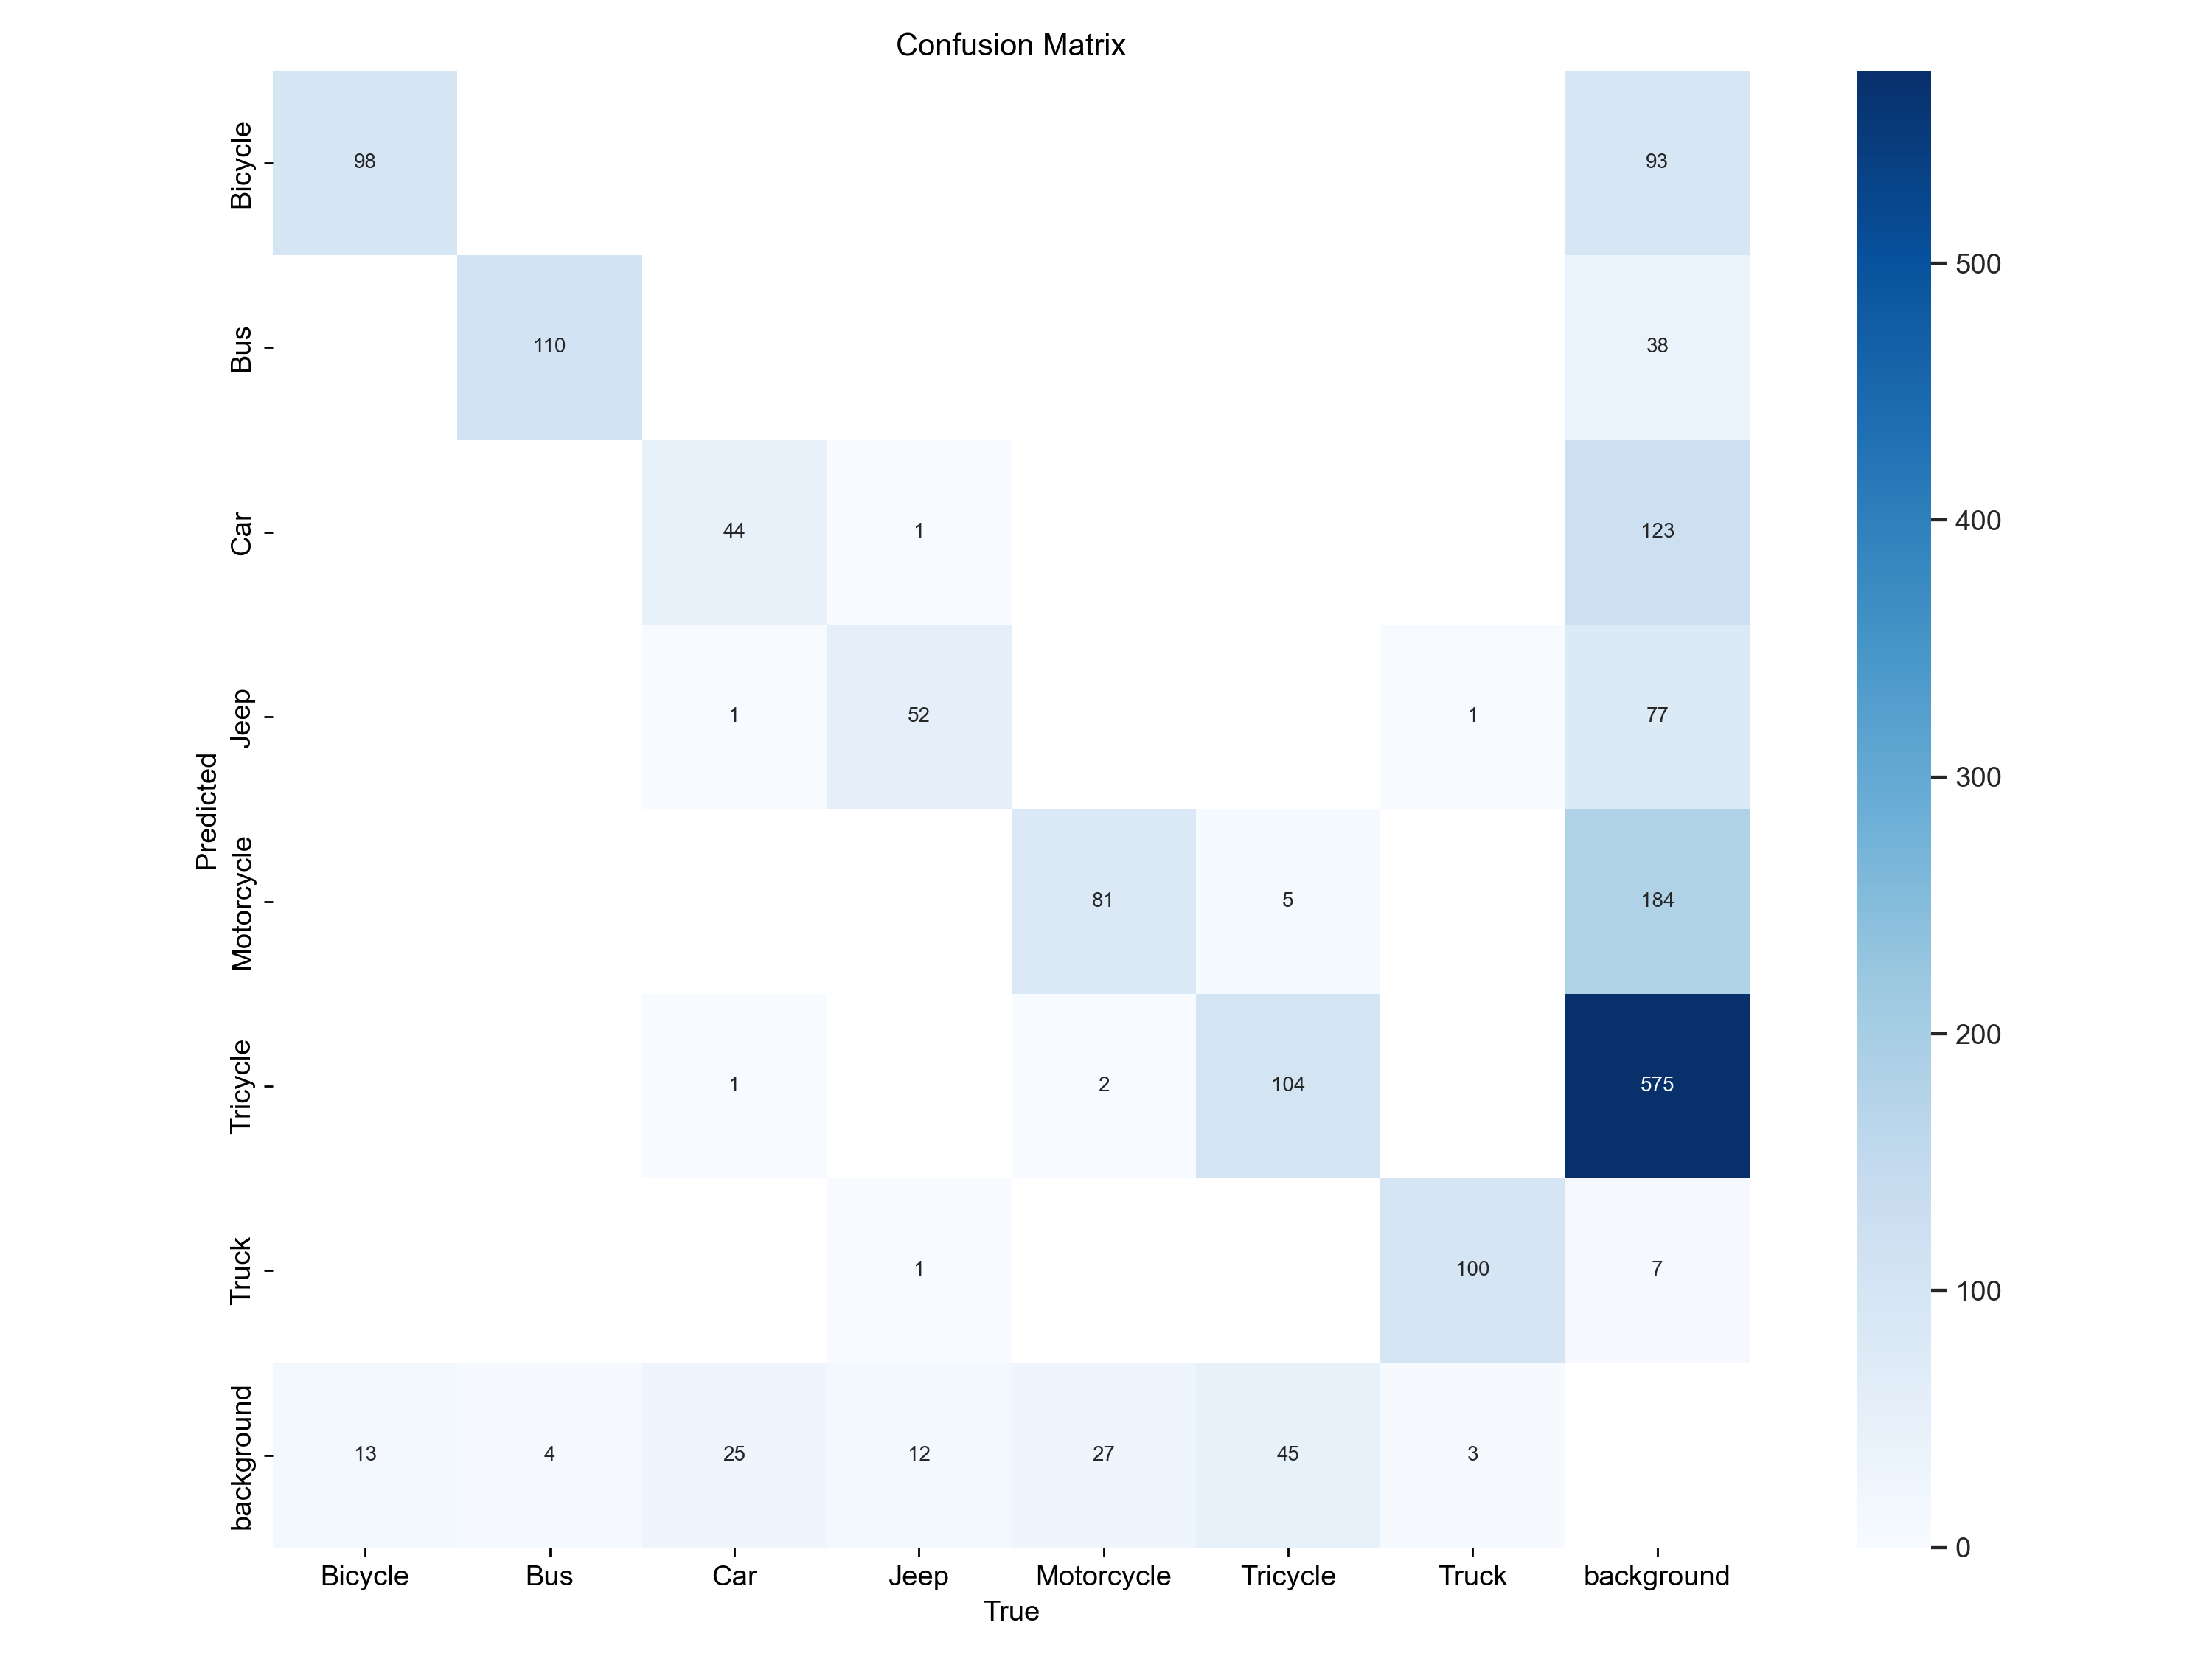 Confusion Matrix
Bicycle 98 93
Bus 110 38
Car 44 1 123
Jeep 1 52 1 77
Motorcycle 81 5 184
Tricycle 1 2 104 575
Truck 1 100 7
background 13 4 25 12 27 45 3
Predicted
Bicycle Bus Car Jeep Motorcycle Tricycle Truck background
True
500
400
300
200
100
0